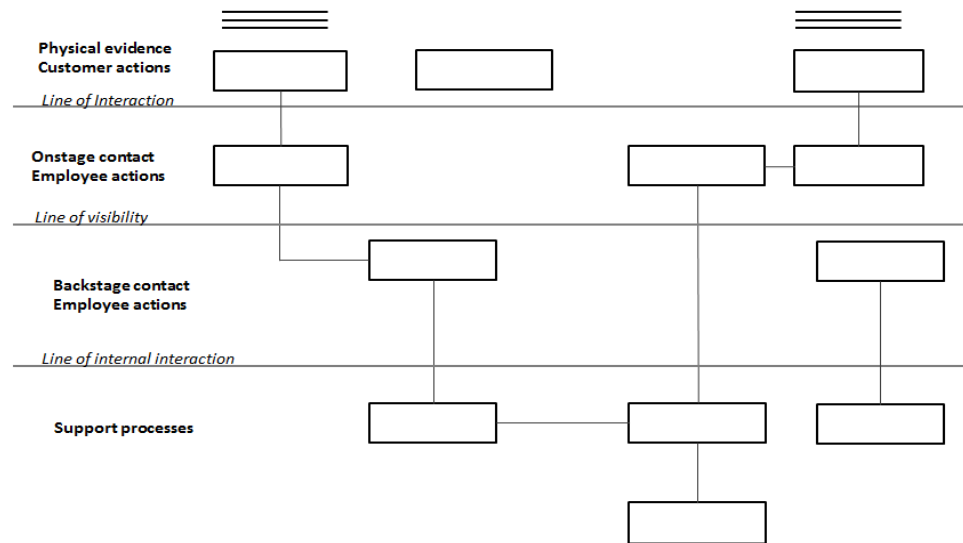 Physical evidence
Customer actions
Line of Interaction
Onstage contact
Employee actions
Line of visibility
Backstage contact
Employee actions
Line of internal interaction
Support processes